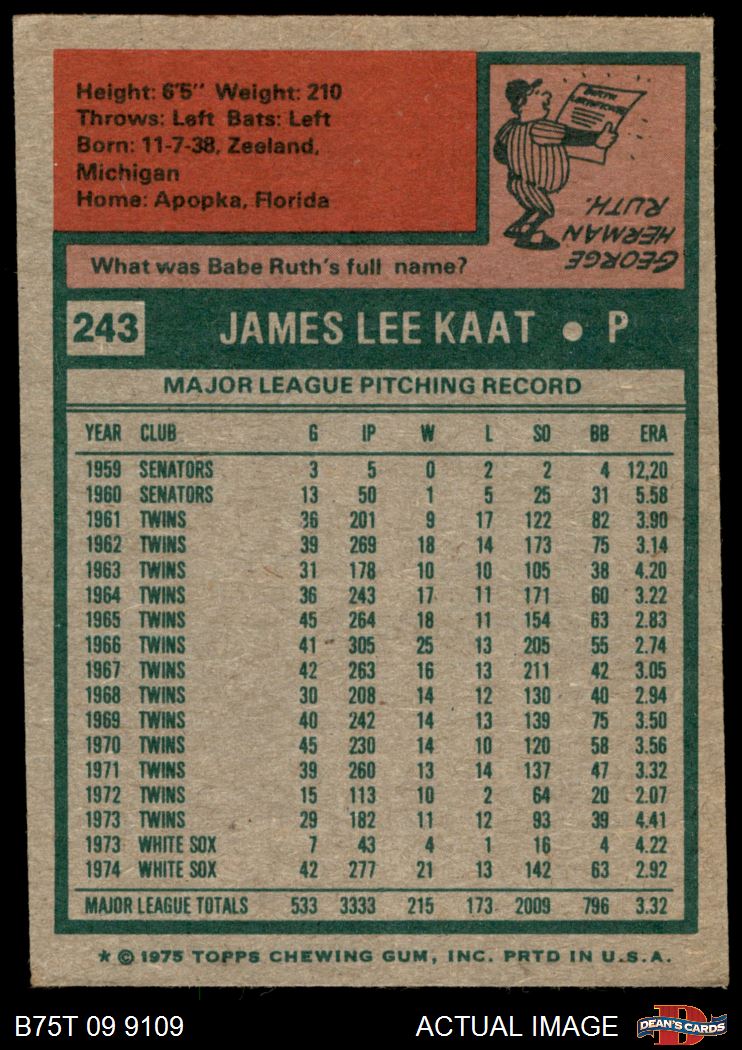 Height: 6'5" Weight: 210
Throws: Left Bats: Left
Born: 11-7-38, Zeeland,
Michigan
Home: Apopka, Florida
BIRTH
CERTIFICATE
GEORGE
HERMAN
RUTH.
What was Babe Ruth's full name?
243 JAMES LEE KAAT • P
MAJOR LEAGUE PITCHING RECORD
YEAR CLUB G IP W L SO BB ERA
1959 SENATORS 3 5 0 2 2 4 12,20
1960 SENATORS 13 50 1 5 25 31 5.58
1961 TWINS 36 201 9 17 122 82 3.90
1962 TWINS 39 269 18 14 173 75 3.14
1963 TWINS 31 178 10 10 105 38 4.20
1964 TWINS 36 243 17 11 171 60 3.22
1965 TWINS 45 264 18 11 154 63 2.83
1966 TWINS 41 305 25 13 205 55 2.74
1967 TWINS 42 263 16 13 211 42 3.05
1968 TWINS 30 208 14 12 130 40 2.94
1969 TWINS 40 242 14 13 139 75 3.50
1970 TWINS 45 230 14 10 120 58 3.56
1971 TWINS 39 260 13 14 137 47 3.32
1972 TWINS 15 113 10 2 64 20 2.07
1973 TWINS 29 182 11 12 93 39 4.41
1973 WHITE SOX 7 43 4 1 16 4 4.22
1974 WHITE SOX 42 277 21 13 142 63 2.92
MAJOR LEAGUE TOTALS 533 3333 215 173 2009 796 3.32
★ © 1975 TOPPS CHEWING GUM, INC. PRTD IN U.S.A.
B75T 09 9109 ACTUAL IMAGE D DEAN'S CARDS